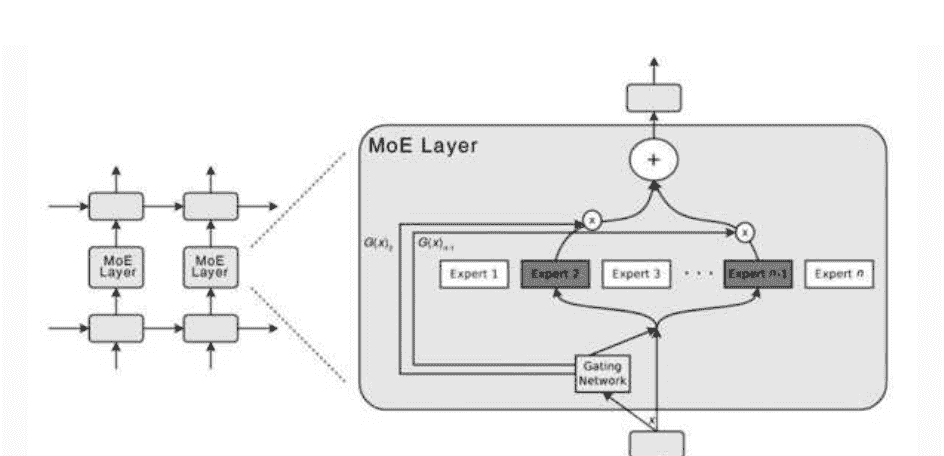 MoE Layer
+
x
x
G(x)₂
G(x)ₙ₋₁
MoE
Layer
MoE
Layer
Expert 1
Expert 2
Expert 3
. . .
Expert n-1
Expert n
Gating
Network
x